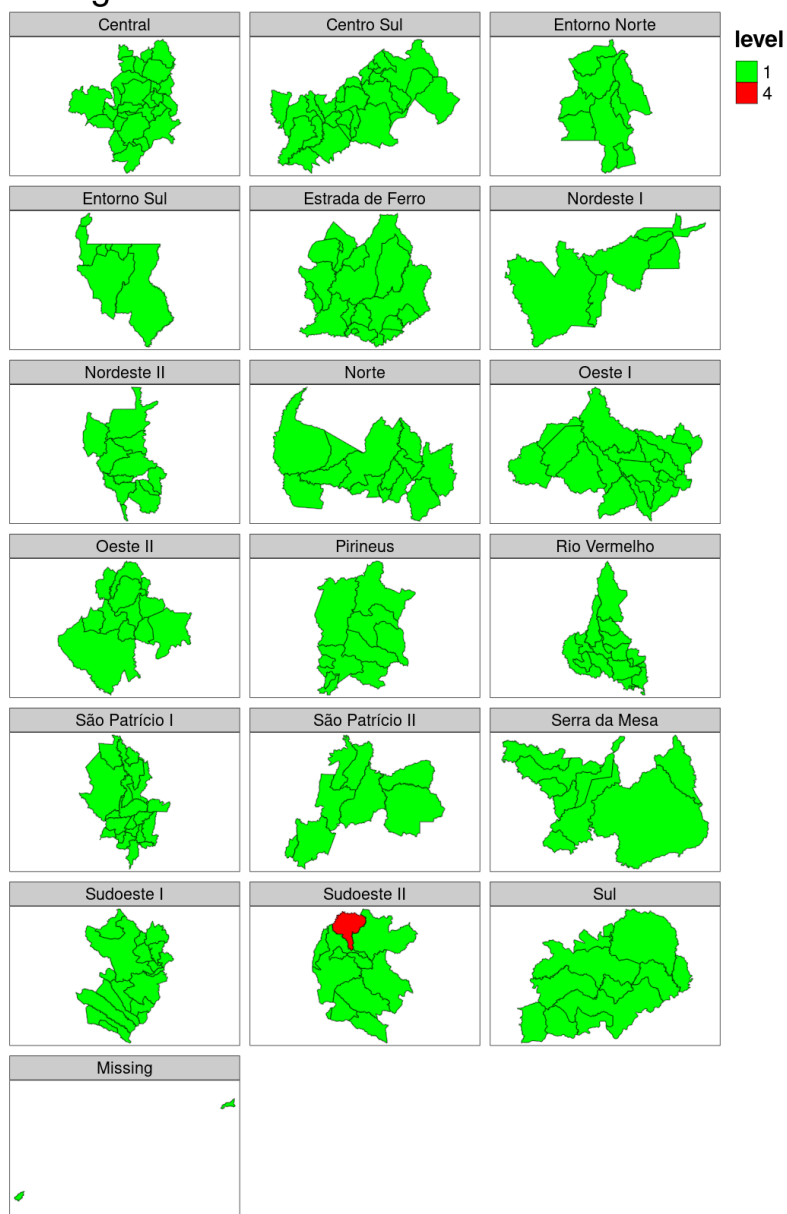 Central
Centro Sul
Entorno Norte
level
1
4
Entorno Sul
Estrada de Ferro
Nordeste I
Nordeste II
Norte
Oeste I
Oeste II
Pirineus
Rio Vermelho
São Patrício I
São Patrício II
Serra da Mesa
Sudoeste I
Sudoeste II
Sul
Missing